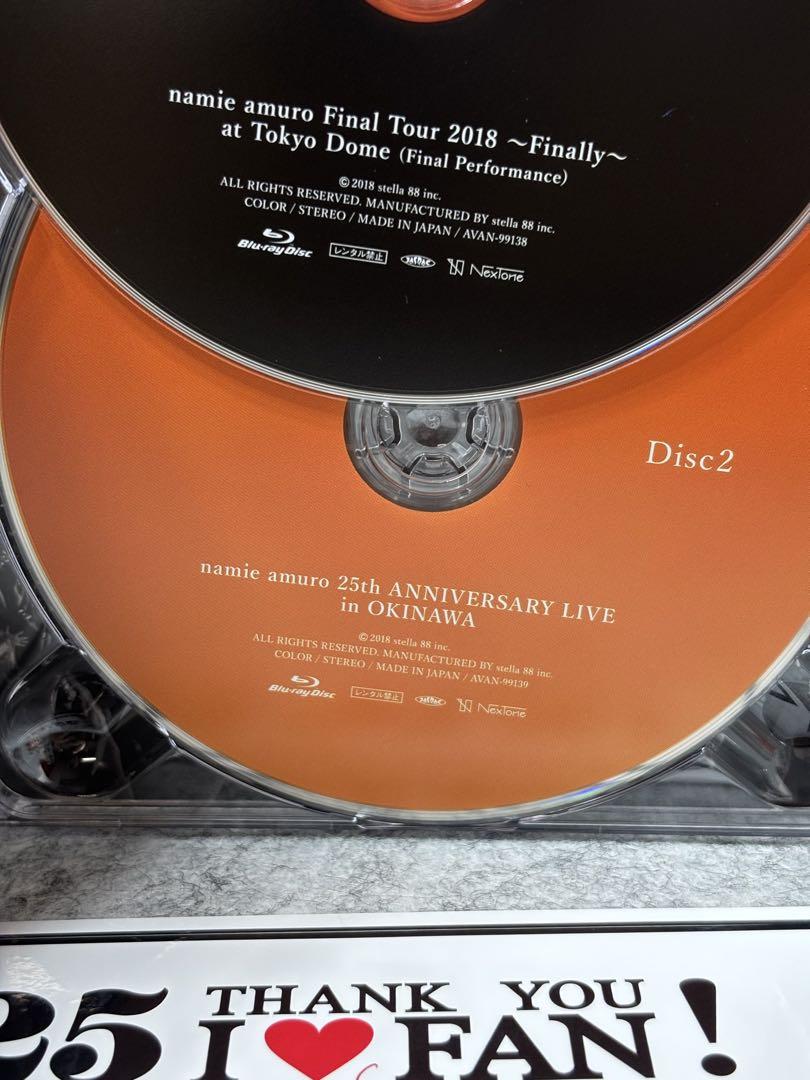 namie amuro Final Tour 2018 ～Finally～
at Tokyo Dome (Final Performance)
©2018 stella 88 inc.
ALL RIGHTS RESERVED. MANUFACTURED BY stella 88 inc.
COLOR / STEREO / MADE IN JAPAN / AVAN-99138
Blu-ray Disc レンタル禁止 JASRAC NexTone
Disc2
namie amuro 25th ANNIVERSARY LIVE
in OKINAWA
©2018 stella 88 inc.
ALL RIGHTS RESERVED. MANUFACTURED BY stella 88 inc.
COLOR / STEREO / MADE IN JAPAN / AVAN-99139
Blu-ray Disc レンタル禁止 JASRAC NexTone
25 THANK YOU
I ❤ FAN!